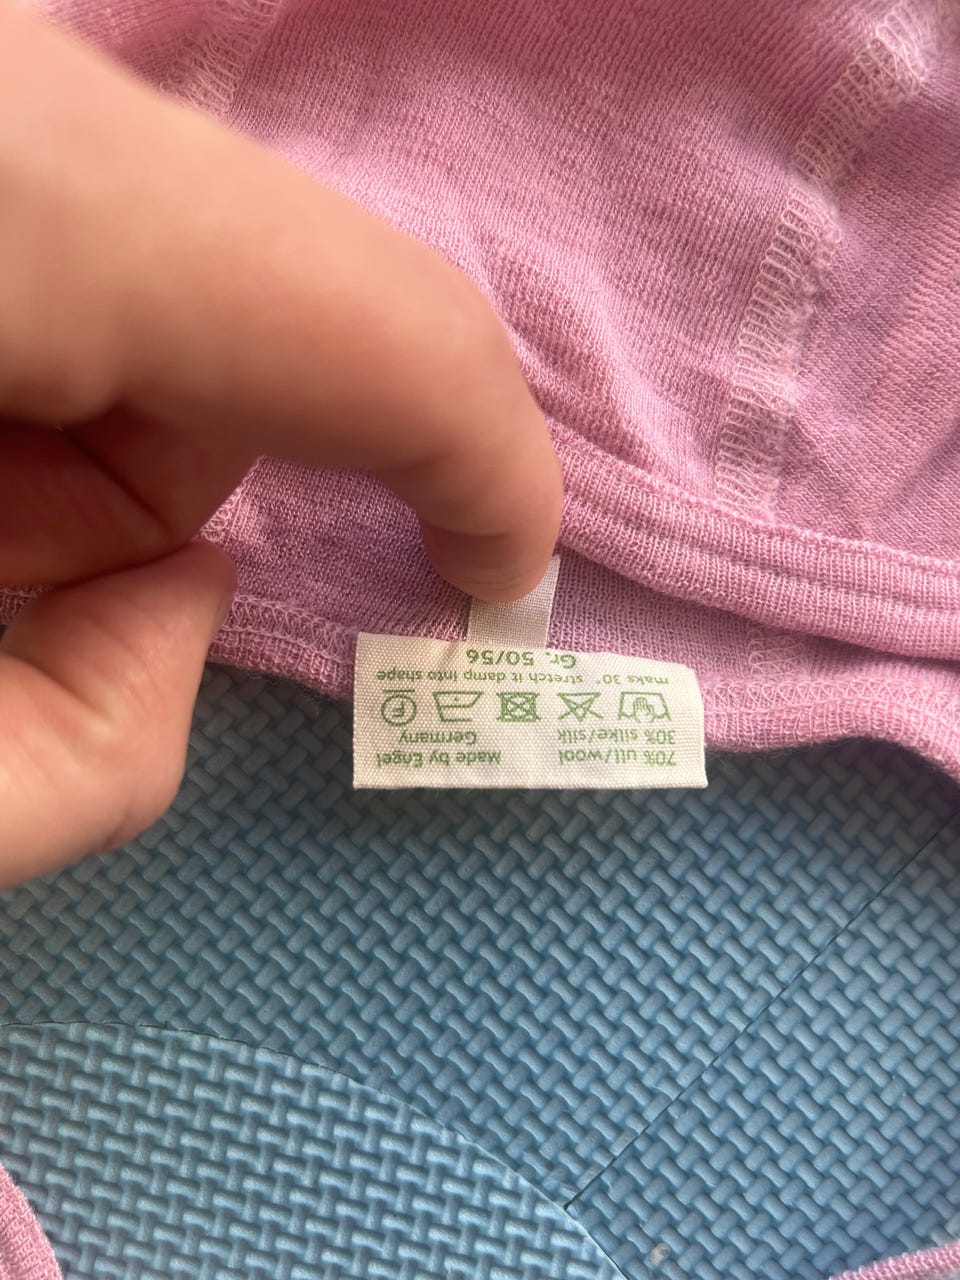 70% ull/wool Made by Engel
30% silke/silk Germany
maks 30° stretch it damp into shape
Gr. 50/56